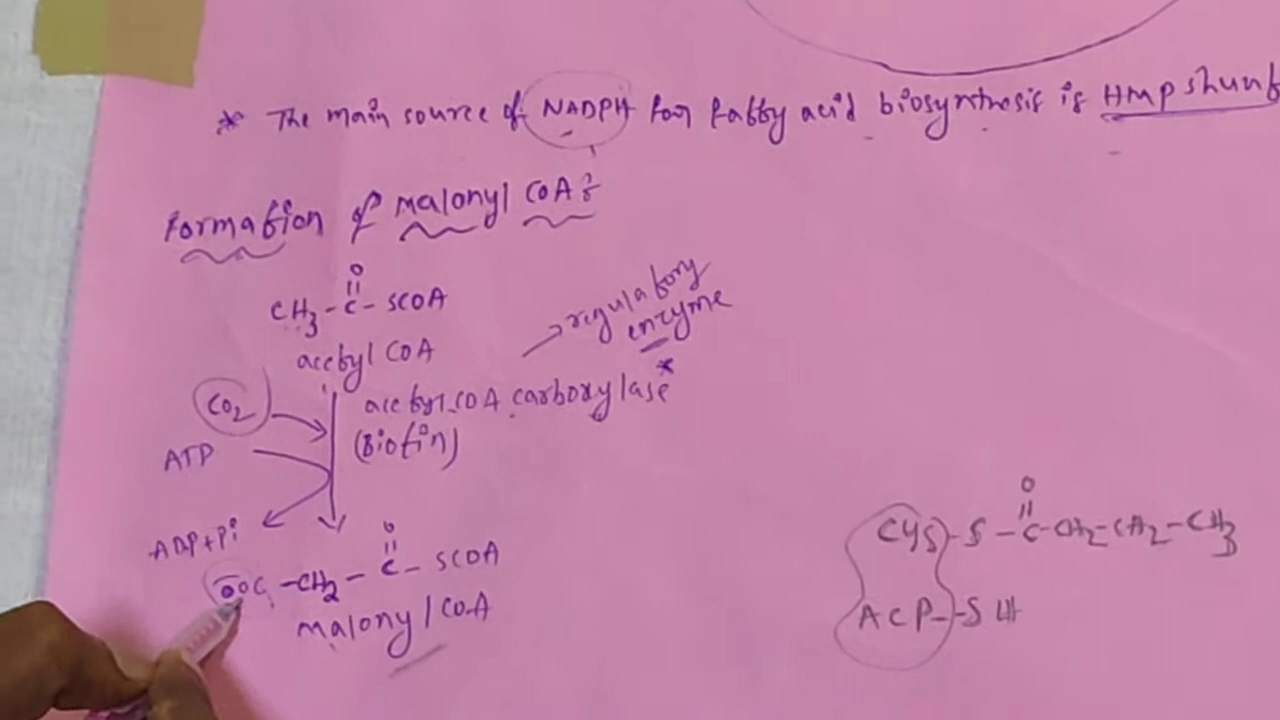 * The main source of NADPH for fatty acid biosynthesis is HMP shunt
Formation of Malonyl CoA:
O
CH3-C-SCOA
acetyl COA
regulatory
enzyme
CO2
acetyl COA carboxylase*
(Biotin)
ATP
ADP+Pi
O
ŌOC-CH2-C-SCOA
malonyl COA
O
CYS-S-C-CH2-CH2-CH3
ACP-SH